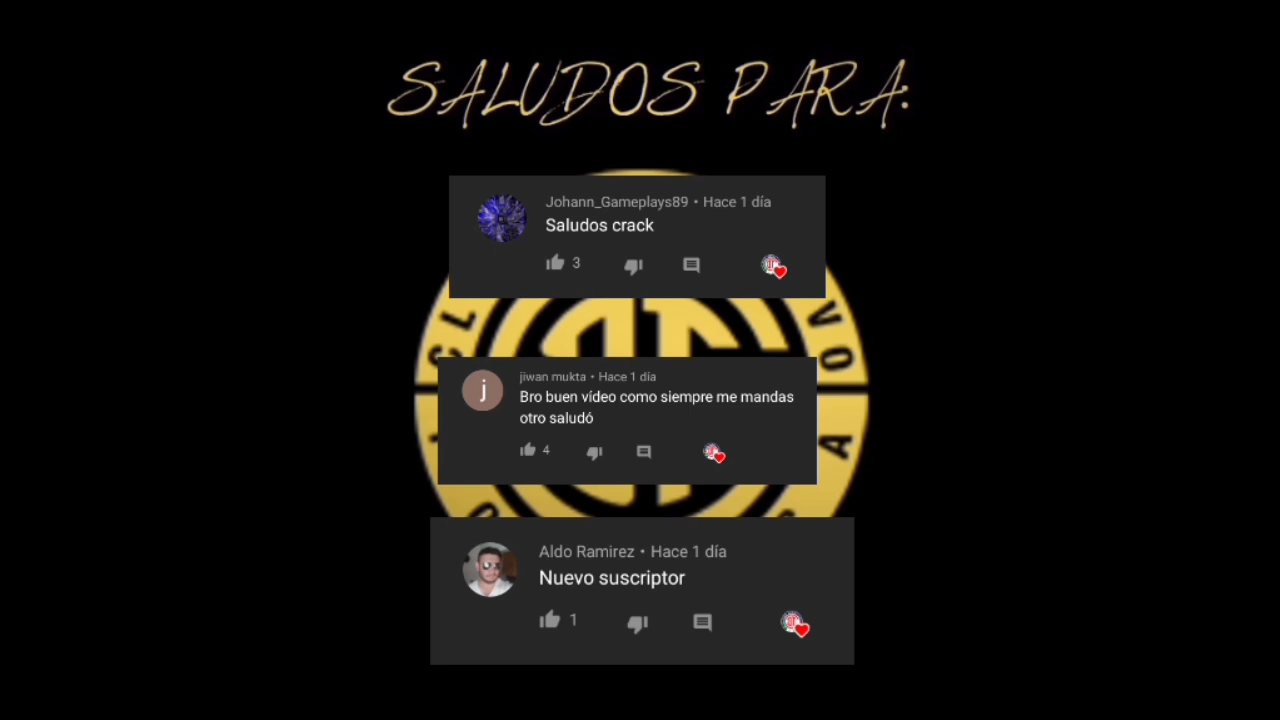 SALUDOS PARA:
Johann_Gameplays89 • Hace 1 día
Saludos crack
3
j
jiwan mukta • Hace 1 día
Bro buen vídeo como siempre me mandas
otro saludó
4
Aldo Ramirez • Hace 1 día
Nuevo suscriptor
1